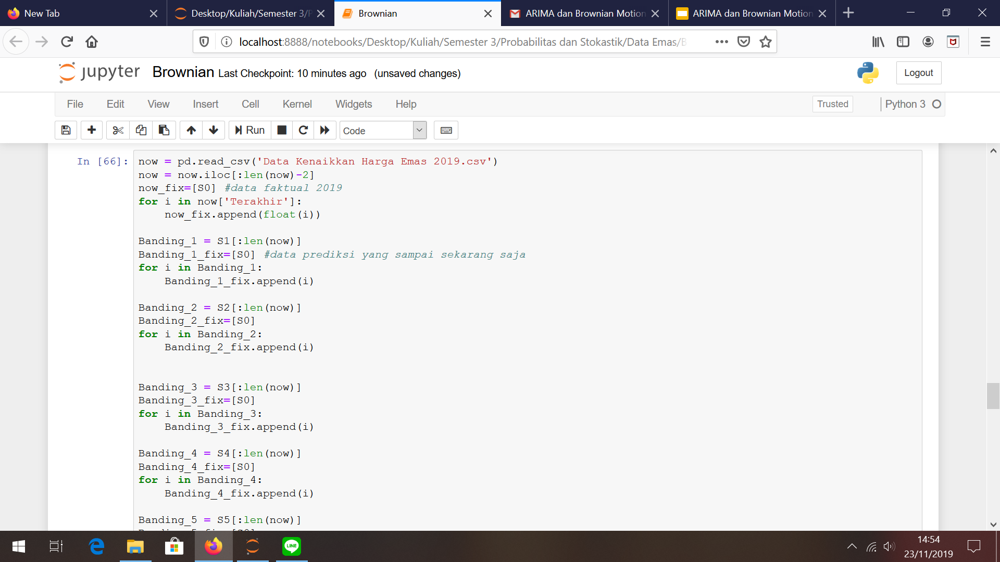 New Tab
Desktop/Kuliah/Semester 3/P
Brownian
ARIMA dan Brownian Motion
ARIMA dan Brownian Motion
localhost:8888/notebooks/Desktop/Kuliah/Semester 3/Probabilitas dan Stokastik/Data Emas/B
jupyter Brownian Last Checkpoint: 10 minutes ago (unsaved changes)
Logout
File Edit View Insert Cell Kernel Widgets Help
Trusted
Python 3
Run
Code
In [66]:
now = pd.read_csv('Data Kenaikkan Harga Emas 2019.csv')
now = now.iloc[:len(now)-2]
now_fix=[S0] #data faktual 2019
for i in now['Terakhir']:
    now_fix.append(float(i))

Banding_1 = S1[:len(now)]
Banding_1_fix=[S0] #data prediksi yang sampai sekarang saja
for i in Banding_1:
    Banding_1_fix.append(i)

Banding_2 = S2[:len(now)]
Banding_2_fix=[S0]
for i in Banding_2:
    Banding_2_fix.append(i)


Banding_3 = S3[:len(now)]
Banding_3_fix=[S0]
for i in Banding_3:
    Banding_3_fix.append(i)

Banding_4 = S4[:len(now)]
Banding_4_fix=[S0]
for i in Banding_4:
    Banding_4_fix.append(i)

Banding_5 = S5[:len(now)]
LINE
14:54
23/11/2019